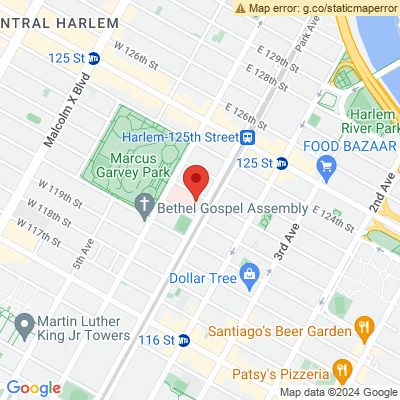 Map error: g.co/staticmaperror
CENTRAL HARLEM
Malcolm X Blvd
125 St
W 126th St
W 127th St
E 129th St
E 128th St
Park Ave
E 126th St
Harlem
River Park
Harlem-125th Street
125 St
FOOD BAZAAR
Marcus
Garvey Park
W 119th St
W 118th St
W 117th St
5th Ave
Bethel Gospel Assembly
E 124th St
2nd Ave
3rd Ave
Dollar Tree
Martin Luther
King Jr Towers
116 St
Santiago's Beer Garden
Patsy's Pizzeria
Google
Map data ©2024 Google